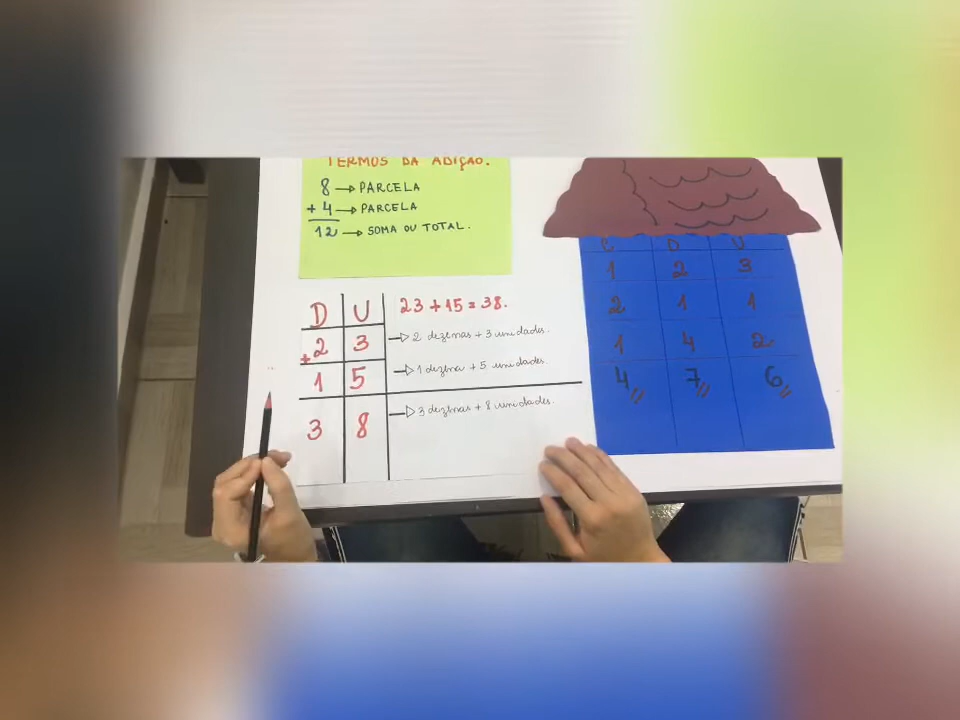 TERMOS DA ADIÇÃO.
8 → PARCELA
+ 4 → PARCELA
12 → SOMA OU TOTAL.
D U
23 + 15 = 38.
+ 2 3
→ 2 dezenas + 3 unidades.
1 5
→ 1 dezena + 5 unidades.
3 8
→ 3 dezenas + 8 unidades.
C D U
1 2 3
2 1 1
1 4 2
4 7 6